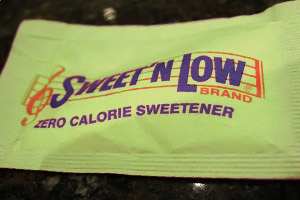 SWEET'N LOW®
BRAND
ZERO CALORIE SWEETENER